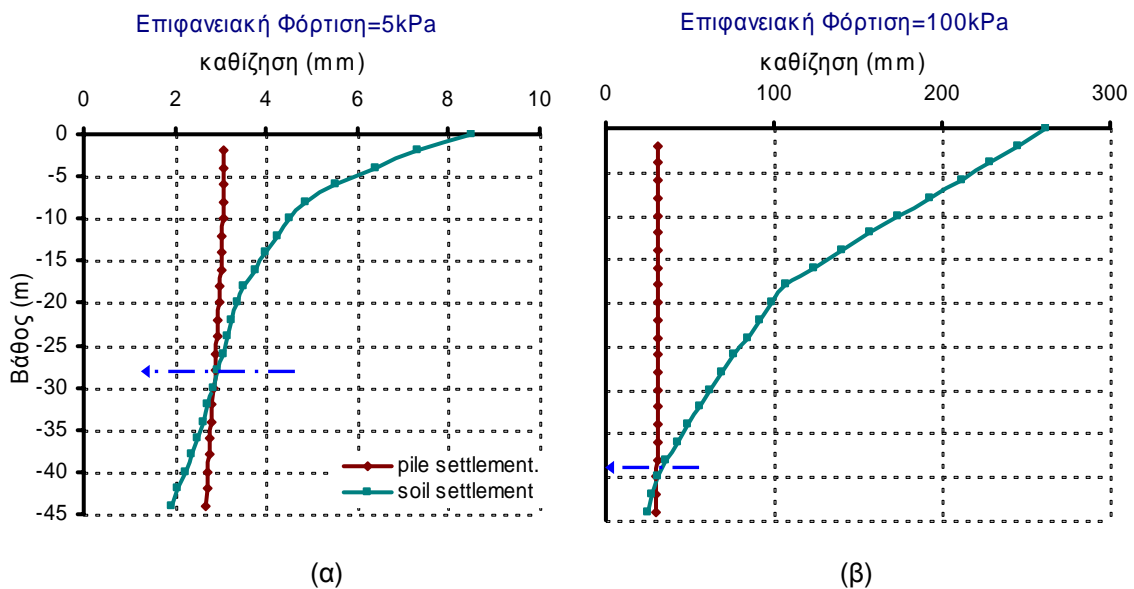 Επιφανειακή Φόρτιση=5kPa
καθίζηση (mm)
0 2 4 6 8 10
0
-5
-10
-15
-20
-25
-30
-35
-40
-45
Βάθος (m)
pile settlement.
soil settlement
(α)
Επιφανειακή Φόρτιση=100kPa
καθίζηση (mm)
0 100 200 300
(β)